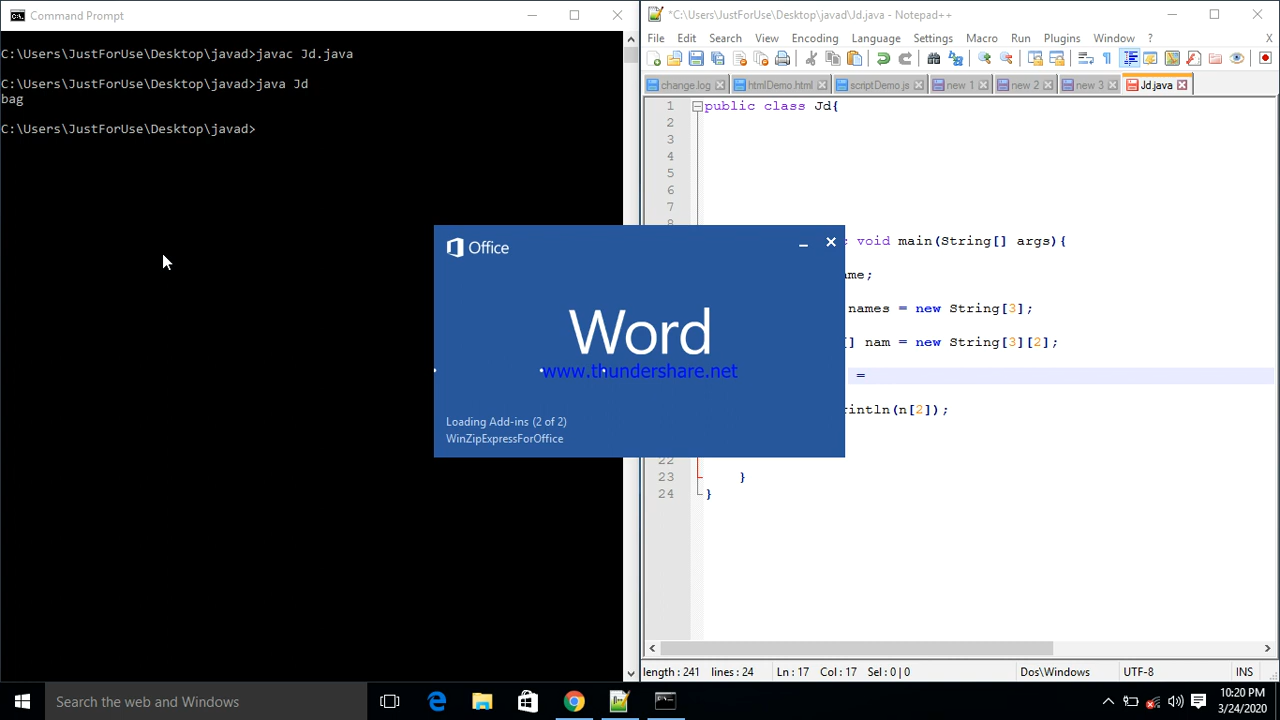 Command Prompt
C:\Users\JustForUse\Desktop\javad>javac Jd.java
C:\Users\JustForUse\Desktop\javad>java Jd
bag
C:\Users\JustForUse\Desktop\javad>
*C:\Users\JustForUse\Desktop\javad\Jd.java - Notepad++
File Edit Search View Encoding Language Settings Macro Run Plugins Window ? X
change.log htmlDemo.html scriptDemo.js new 1 new 2 new 3 Jd.java
1 public class Jd{
2
3
4
5
6
7
8
void main(String[] args){
ame;
names = new String[3];
[] nam = new String[3][2];
=
rintln(n[2]);
22
23 }
24 }
Office
Word
www.thundershare.net
Loading Add-ins (2 of 2)
WinZipExpressForOffice
length : 241 lines : 24 Ln : 17 Col : 17 Sel : 0 | 0 Dos\Windows UTF-8 INS
Search the web and Windows
10:20 PM
3/24/2020